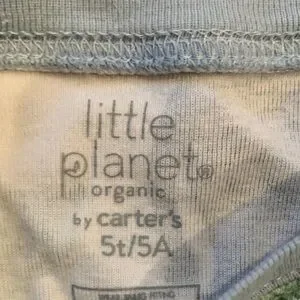 little
planet®
organic
by carter's
5t/5A